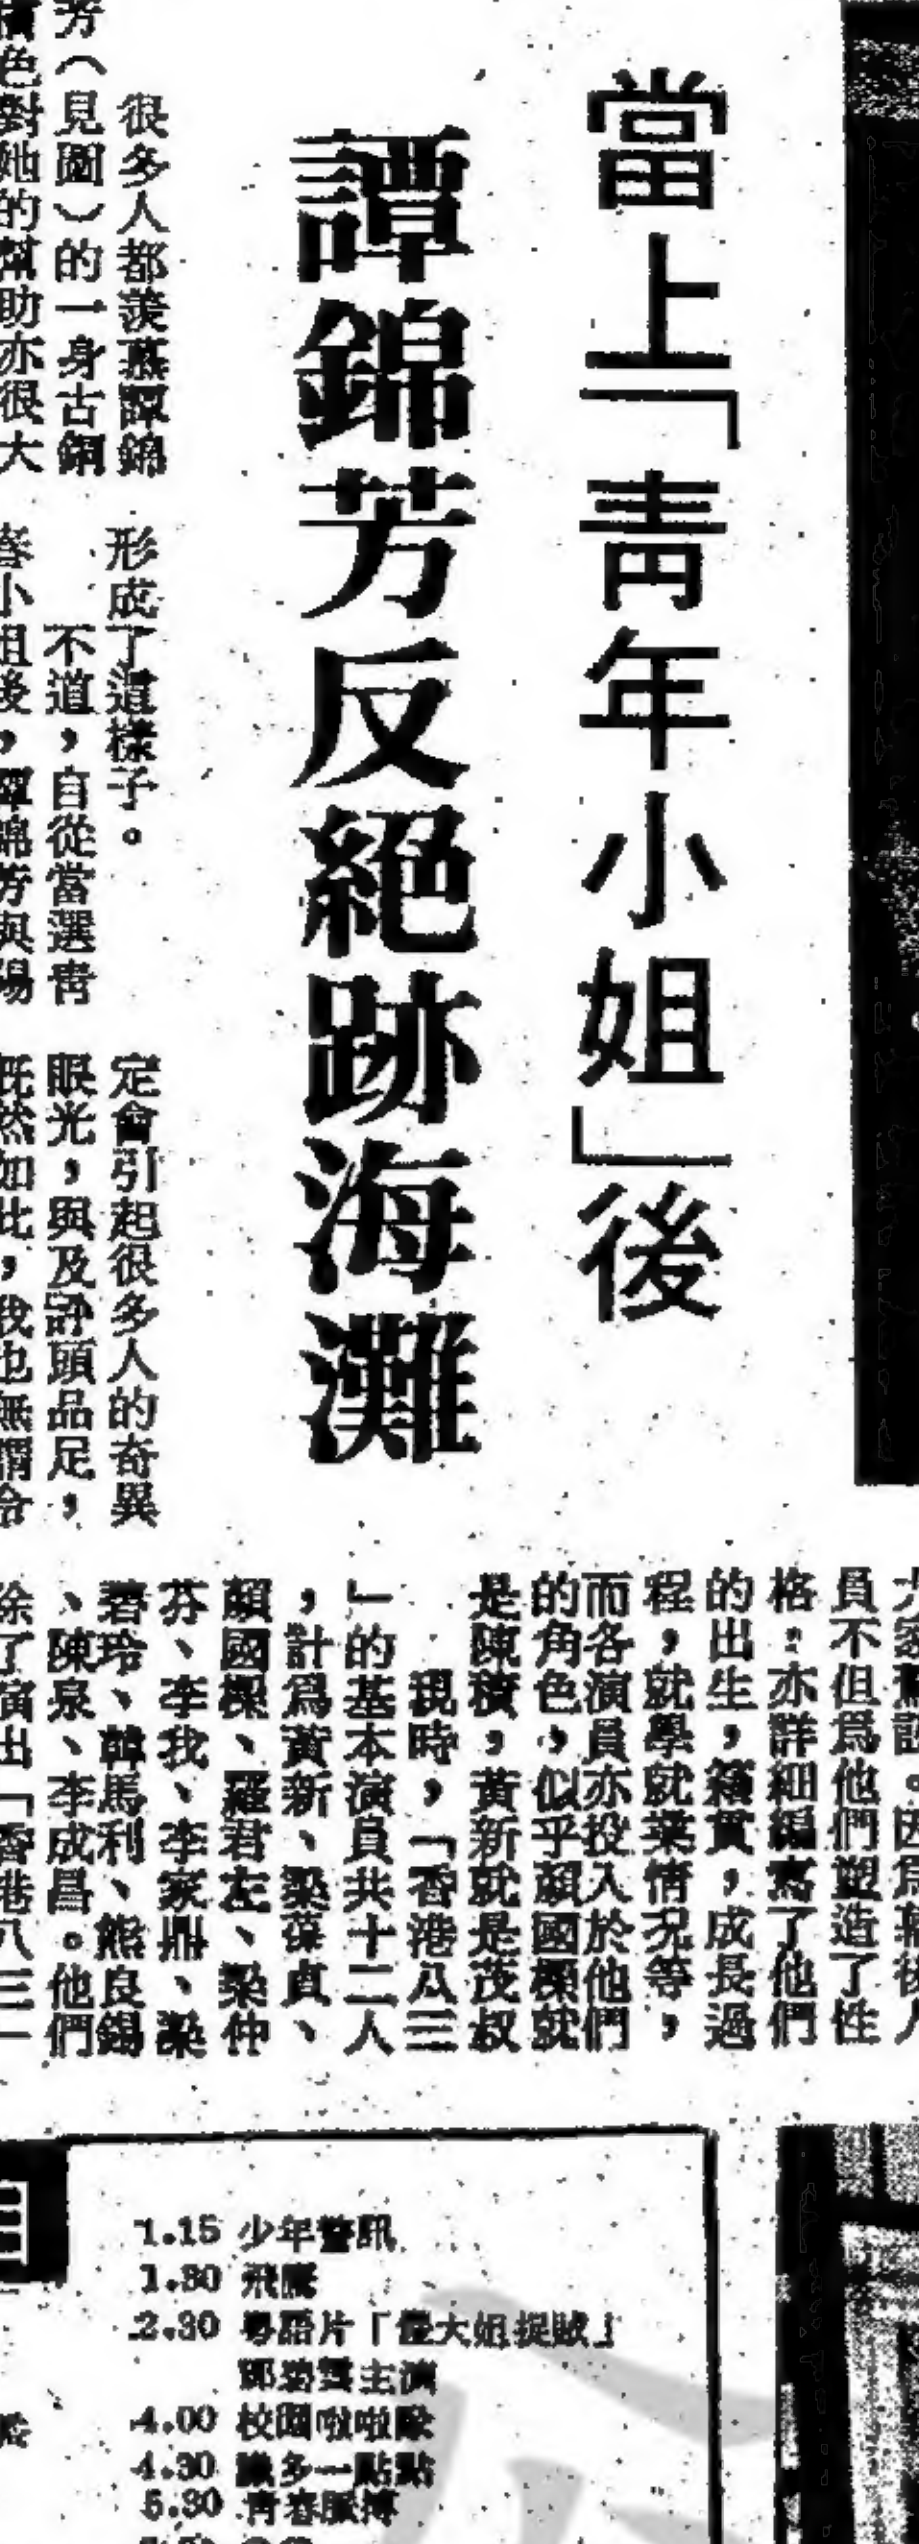 當上「靑年小姐」後
譚錦芳反絕跡海灘
很多人都羨慕譚錦
芳（見圖）的一身古銅
色對她的幫助亦很大
形成了這樣子。
不道，自從當選靑
小姐後，譚錦芳與陽
定會引起很多人的奇異
眼光，與及評頭品足，
既然如此，我也無謂令
員不但爲他們塑造了性
格；亦詳細編寫了他們
的出生，籍貫，成長過
程，就學就業情况等，
而各演員亦投入於他們
的角色，似乎顧國樑就
是陳積，黃新就是茂叔
現時，「香港八三
」的基本演員共十二人
，計爲黃新、梁葆貞、
顧國樑、羅君左、梁仲
芬、李我、李家鼎、梁
碧玲、韓馬利、熊良錫
、陳泉、李成昌。他們
除了演出「香港八三
1.15 少年警訊
1.30 飛鷹
2.30 粵語片「傻大姐捉賊」
鄧碧雲主演
4.00 校園啦啦隊
4.30 識多一點點
5.30 靑春脈搏